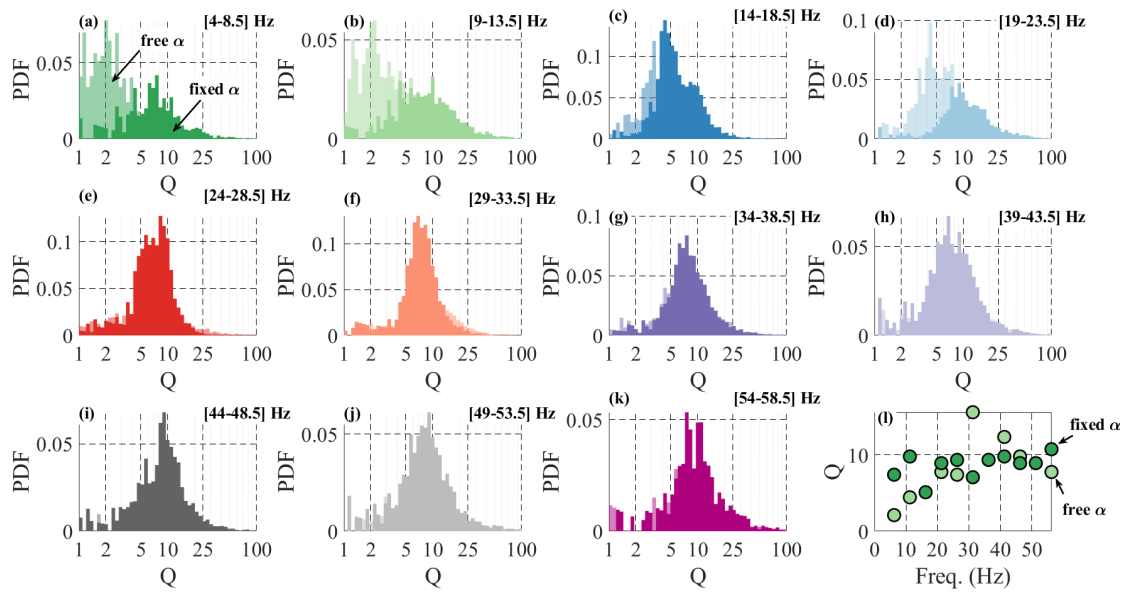 (a) [4-8.5] Hz
free α
fixed α
PDF
0.05
0
1 2 5 10 25 100
Q
(b) [9-13.5] Hz
PDF
0.05
0
1 2 5 10 25 100
Q
(c) [14-18.5] Hz
PDF
0.1
0.05
0
1 2 5 10 25 100
Q
(d) [19-23.5] Hz
PDF
0.1
0.05
0
1 2 5 10 25 100
Q
(e) [24-28.5] Hz
PDF
0.1
0.05
0
1 2 5 10 25 100
Q
(f) [29-33.5] Hz
PDF
0.1
0.05
0
1 2 5 10 25 100
Q
(g) [34-38.5] Hz
PDF
0.1
0.05
0
1 2 5 10 25 100
Q
(h) [39-43.5] Hz
PDF
0.05
0
1 2 5 10 25 100
Q
(i) [44-48.5] Hz
PDF
0.05
0
1 2 5 10 25 100
Q
(j) [49-53.5] Hz
PDF
0.05
0
1 2 5 10 25 100
Q
(k) [54-58.5] Hz
PDF
0.05
0
1 2 5 10 25 100
Q
(l)
fixed α
free α
Q
10
0
0 10 20 30 40 50
Freq. (Hz)